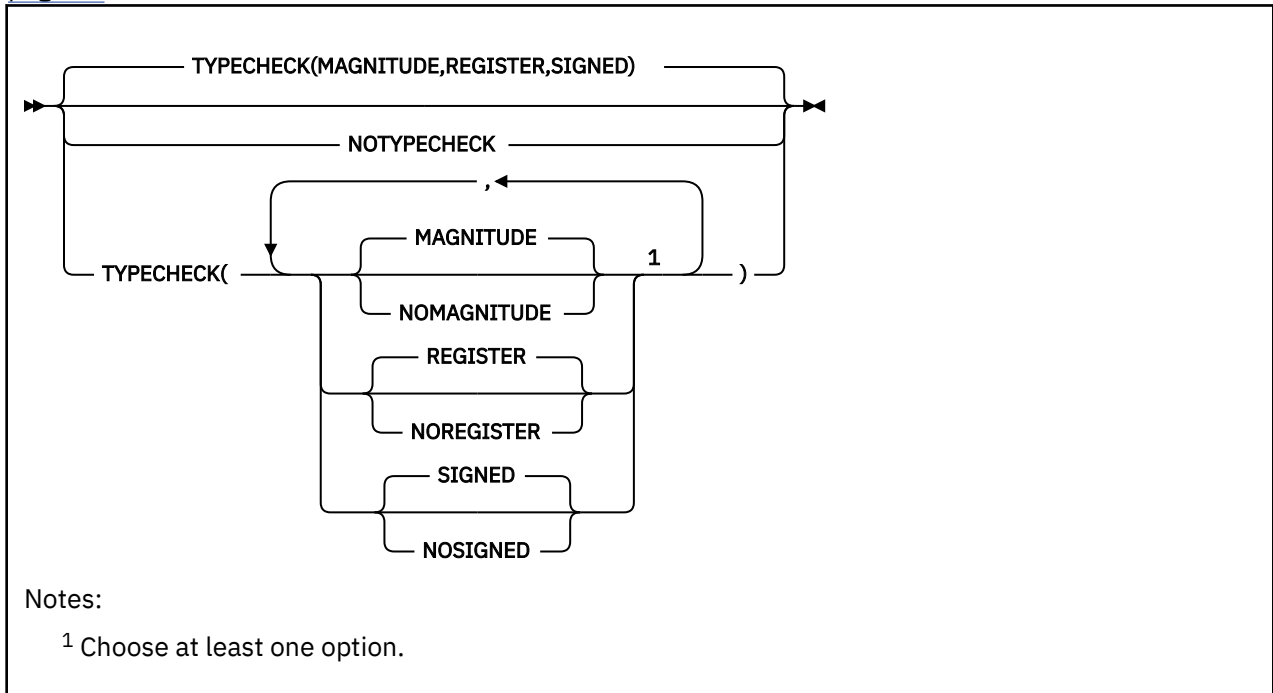 TYPECHECK(MAGNITUDE,REGISTER,SIGNED)
NOTYPECHECK
,
MAGNITUDE
1
TYPECHECK(
)
NOMAGNITUDE
REGISTER
NOREGISTER
SIGNED
NOSIGNED
Notes:
1 Choose at least one option.